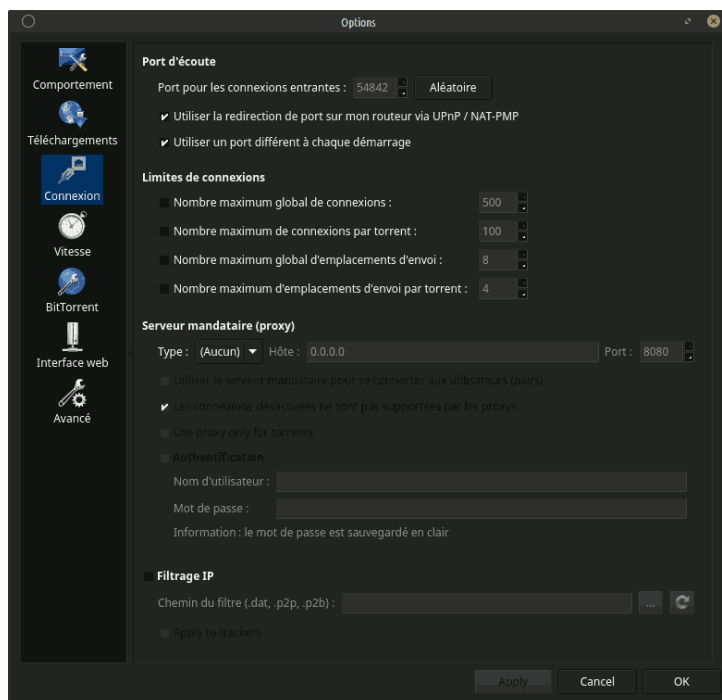 Options
Comportement
Téléchargements
Connexion
Vitesse
BitTorrent
Interface web
Avancé
Port d'écoute
Port pour les connexions entrantes : 54842 Aléatoire
Utiliser la redirection de port sur mon routeur via UPnP / NAT-PMP
Utiliser un port différent à chaque démarrage
Limites de connexions
Nombre maximum global de connexions : 500
Nombre maximum de connexions par torrent : 100
Nombre maximum global d'emplacements d'envoi : 8
Nombre maximum d'emplacements d'envoi par torrent : 4
Serveur mandataire (proxy)
Type : (Aucun) Hôte : 0.0.0.0 Port : 8080
Utiliser le serveur mandataire pour se connecter aux utilisateurs (pairs)
Les connexions désactivées ne sont pas supportées par les proxys.
Use proxy only for torrents
Authentification
Nom d'utilisateur :
Mot de passe :
Information : le mot de passe est sauvegardé en clair
Filtrage IP
Chemin du filtre (.dat, .p2p, .p2b) : ...
Apply to trackers
Apply Cancel OK